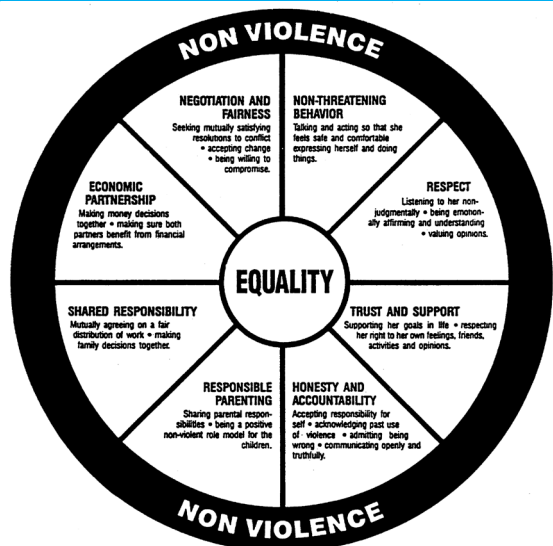 NON VIOLENCE
NEGOTIATION AND
FAIRNESS
Seeking mutually satisfying
resolutions to conflict
• accepting change
• being willing to
compromise.
NON-THREATENING
BEHAVIOR
Talking and acting so that she
feels safe and comfortable
expressing herself and doing
things.
ECONOMIC
PARTNERSHIP
Making money decisions
together • making sure both
partners benefit from financial
arrangements.
RESPECT
Listening to her non-
judgmentally • being emotion-
ally affirming and understanding
• valuing opinions.
EQUALITY
SHARED RESPONSIBILITY
Mutually agreeing on a fair
distribution of work • making
family decisions together.
TRUST AND SUPPORT
Supporting her goals in life • respecting
her right to her own feelings, friends,
activities and opinions.
RESPONSIBLE
PARENTING
Sharing parental respon-
sibilities • being a positive
non-violent role model for the
children.
HONESTY AND
ACCOUNTABILITY
Accepting responsibility for
self • acknowledging past use
of violence • admitting being
wrong • communicating openly and
truthfully.
NON VIOLENCE